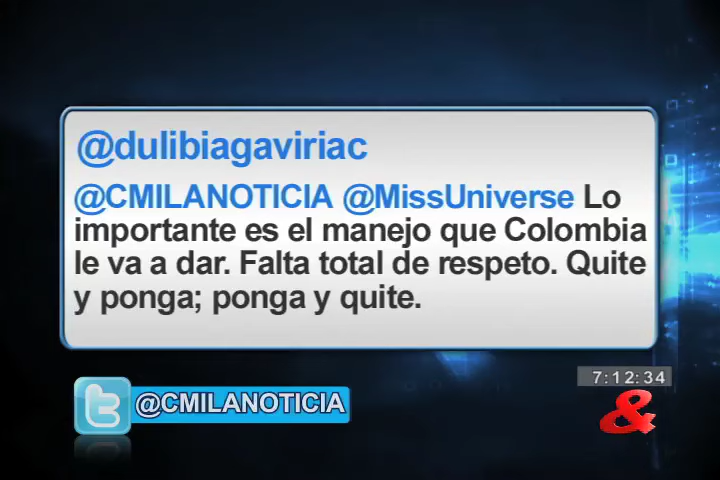 @dulibiagaviriac
@CMILANOTICIA @MissUniverse Lo
importante es el manejo que Colombia
le va a dar. Falta total de respeto. Quite
y ponga; ponga y quite.
7:12:34
@CMILANOTICIA
&